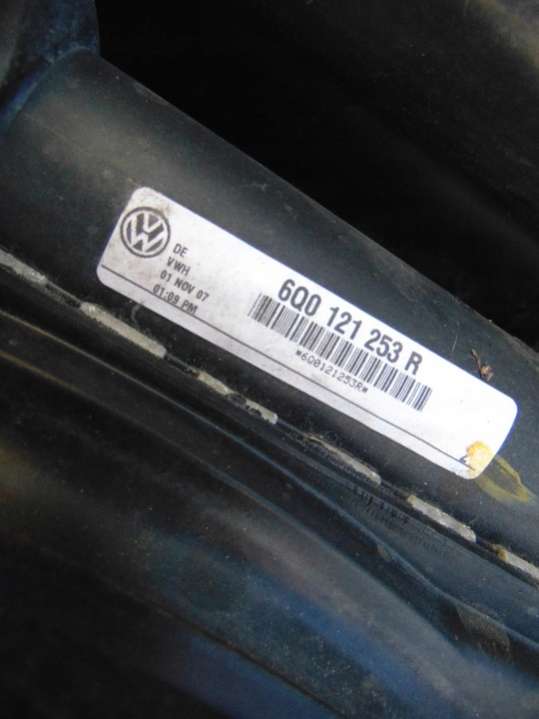 DE
VWH
01 NOV 07
01:09 PM
6Q0 121 253 R
*6Q0121253R*